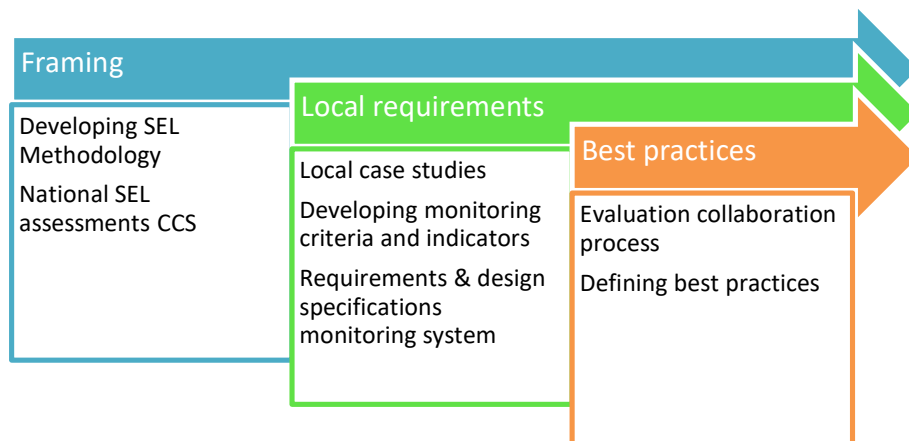 Framing
Developing SEL
Methodology
National SEL
assessments CCS
Local requirements
Local case studies
Developing monitoring
criteria and indicators
Requirements & design
specifications
monitoring system
Best practices
Evaluation collaboration
process
Defining best practices